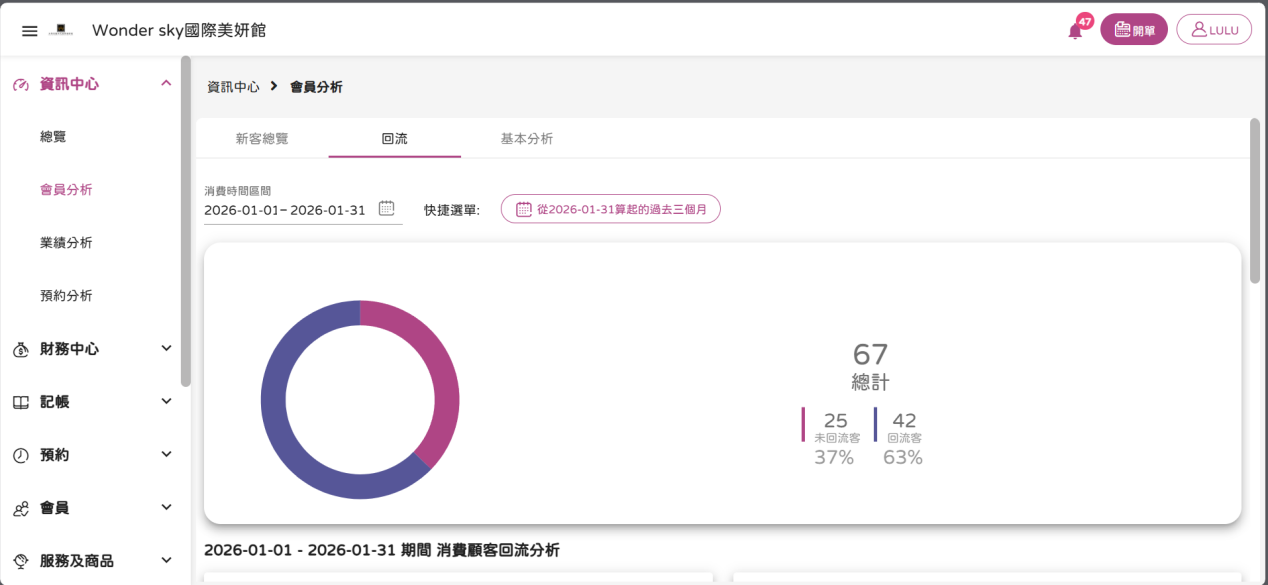 Wonder sky國際美妍館
47
開單
LULU
資訊中心
總覽
會員分析
業績分析
預約分析
財務中心
記帳
預約
會員
服務及商品
資訊中心 會員分析
新客總覽 回流 基本分析
消費時間區間
2026-01-01 – 2026-01-31
快捷選單:
從2026-01-31算起的過去三個月
67
總計
25 42
未回流客 回流客
37% 63%
2026-01-01 - 2026-01-31 期間 消費顧客回流分析